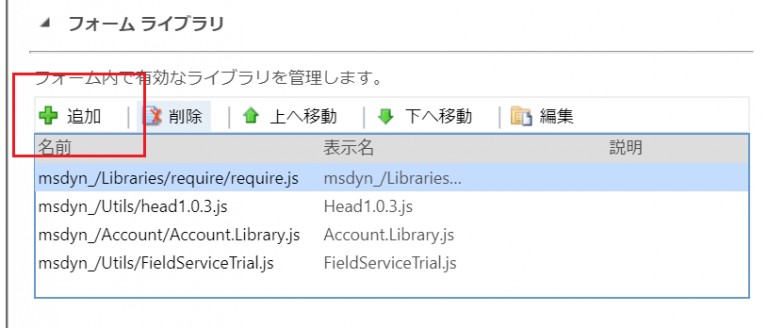 フォーム ライブラリ
フォーム内で有効なライブラリを管理します。
追加 削除 上へ移動 下へ移動 編集
名前 表示名 説明
msdyn_/Libraries/require/require.js msdyn_/Libraries...
msdyn_/Utils/head1.0.3.js Head1.0.3.js
msdyn_/Account/Account.Library.js Account.Library.js
msdyn_/Utils/FieldServiceTrial.js FieldServiceTrial.js